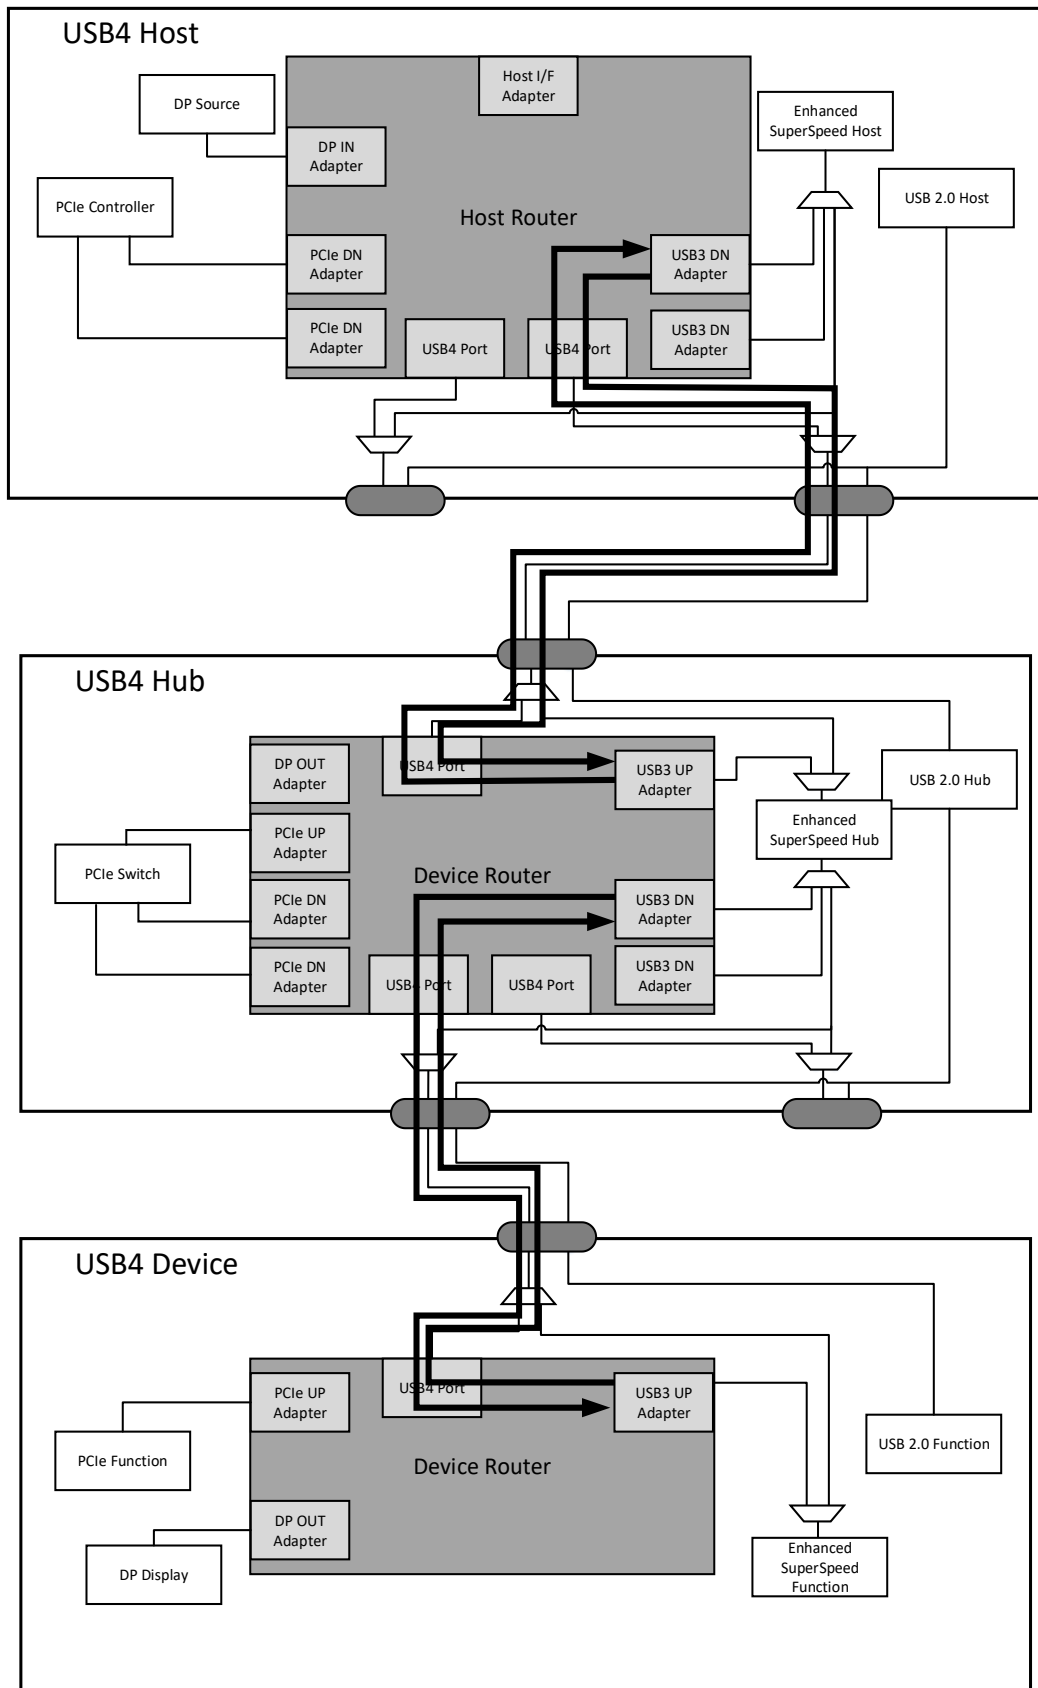 USB4 Host
Host I/F
Adapter
DP Source
Enhanced
SuperSpeed Host
DP IN
Adapter
PCIe Controller
USB 2.0 Host
Host Router
PCIe DN
Adapter
USB3 DN
Adapter
PCIe DN
Adapter
USB4 Port
USB4 Port
USB3 DN
Adapter
USB4 Hub
DP OUT
Adapter
USB4 Port
USB3 UP
Adapter
USB 2.0 Hub
PCIe UP
Adapter
Enhanced
SuperSpeed Hub
PCIe Switch
Device Router
PCIe DN
Adapter
USB3 DN
Adapter
PCIe DN
Adapter
USB4 Port
USB4 Port
USB3 DN
Adapter
USB4 Device
PCIe UP
Adapter
USB4 Port
USB3 UP
Adapter
PCIe Function
Device Router
USB 2.0 Function
DP OUT
Adapter
DP Display
Enhanced
SuperSpeed
Function